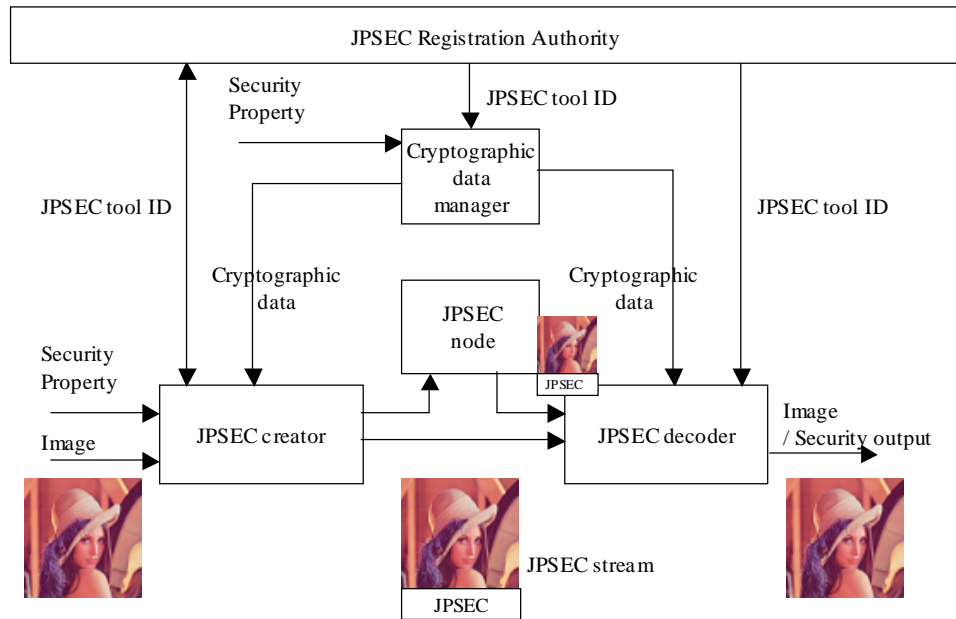 JPSEC Registration Authority
Security
Property
JPSEC tool ID
Cryptographic
data
manager
JPSEC tool ID
JPSEC tool ID
Cryptographic
data
Cryptographic
data
JPSEC
node
JPSEC
Security
Property
Image
JPSEC creator
JPSEC decoder
Image
/ Security output
JPSEC stream
JPSEC